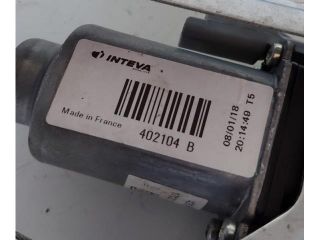 INTEVA
Made in France
402104 B
08/01/18
20:14:49 T5